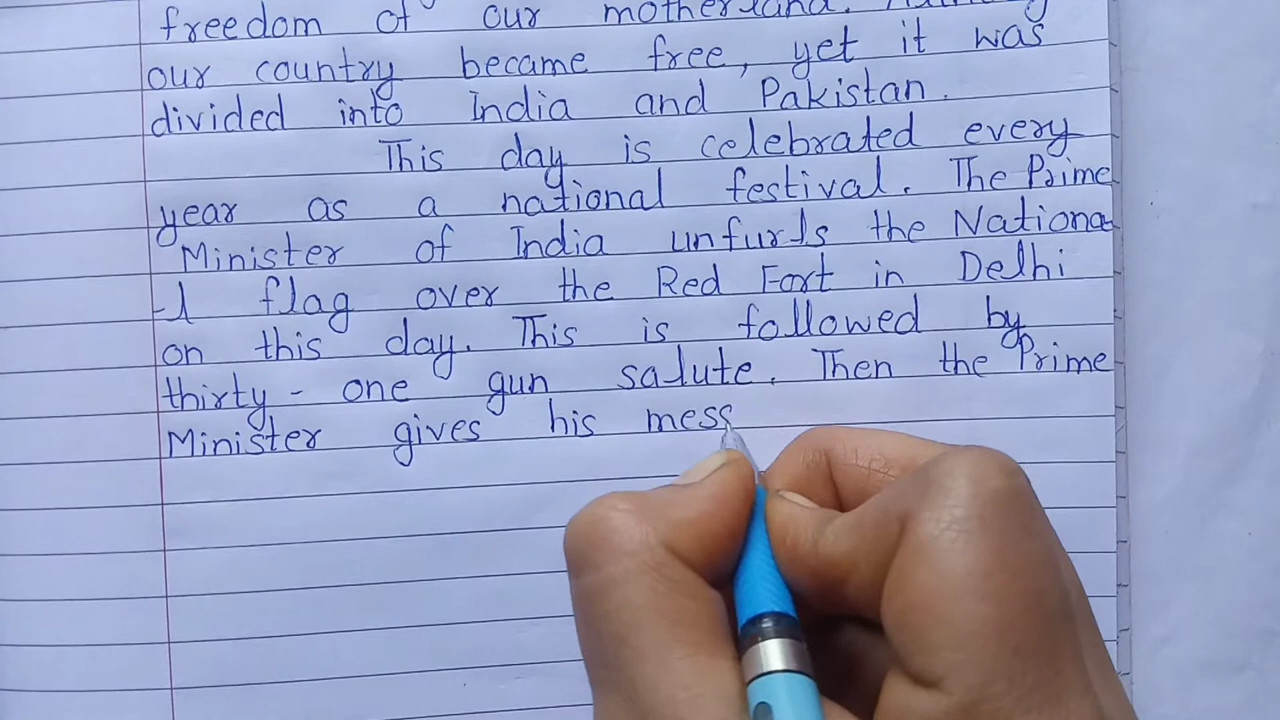 freedom of our motherland.
our country became free, yet it was
divided into India and Pakistan.
This day is celebrated every
year as a national festival. The Prime
Minister of India unfurls the Nationa
-l flag over the Red Fort in Delhi
on this day. This is followed by
thirty-one gun salute. Then the Prime
Minister gives his mess